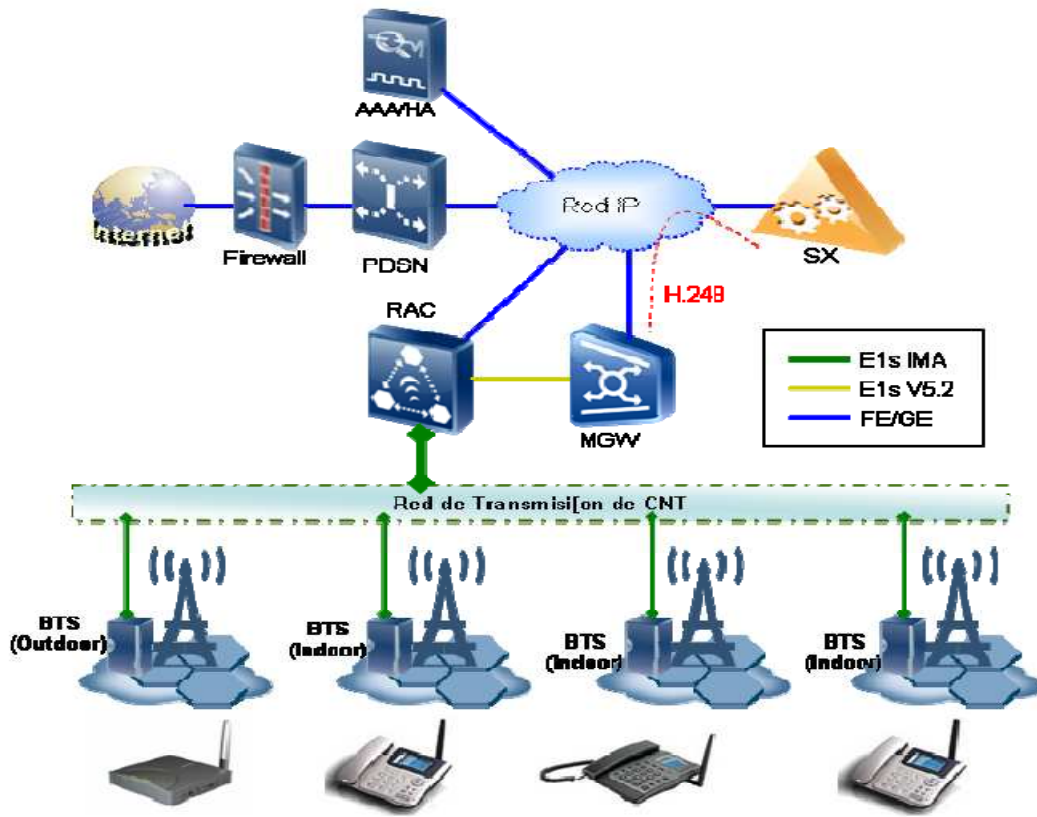 AAA/HA
Internet
Firewall
PDSN
Red IP
SX
RAC
H.248
MGW
E1s IMA
E1s V5.2
FE/GE
Red de Transmisi[on de CNT
BTS
(Outdoor)
BTS
(Indoor)
BTS
(Indoor)
BTS
(Indoor)